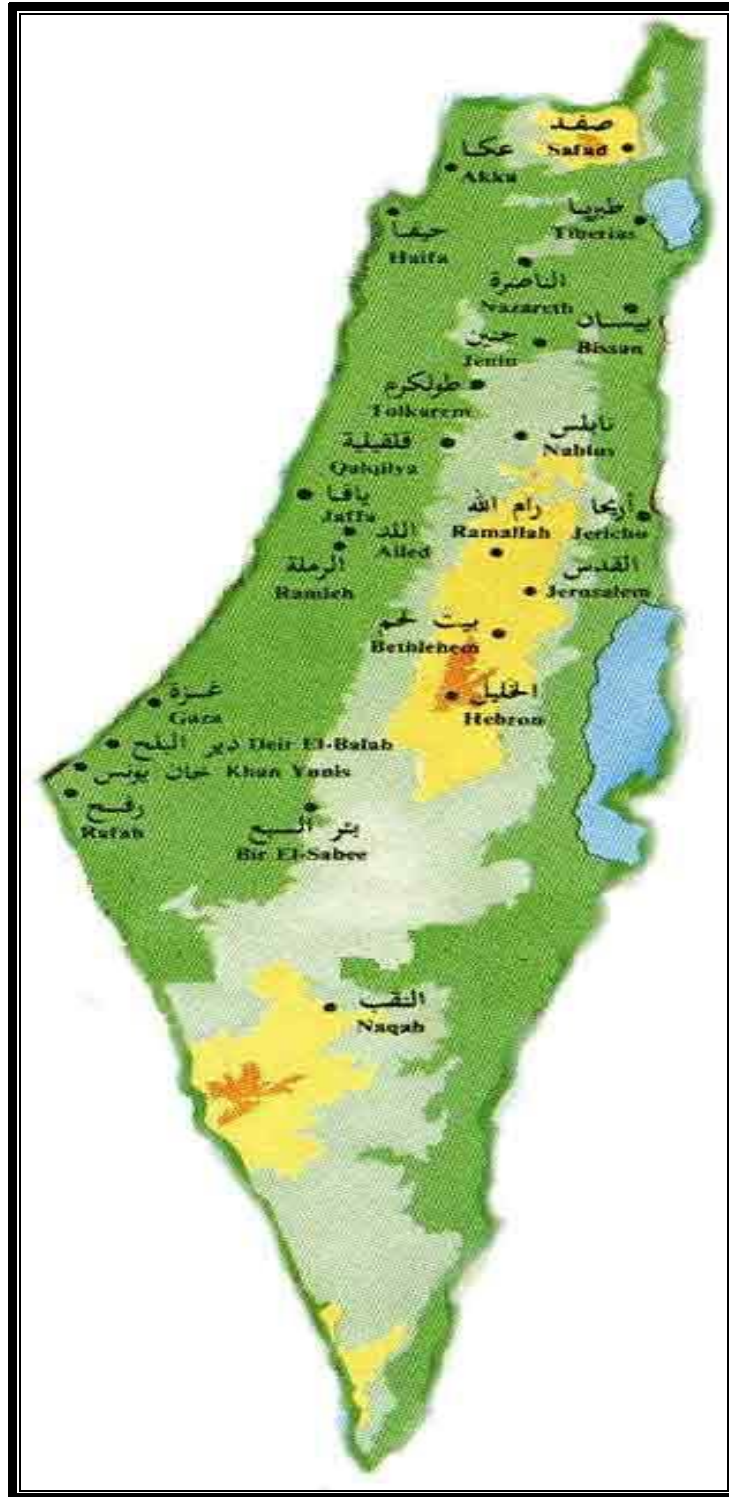 صفد
Safad
عكا
Akka
طبريا
Tiberias
حيفا
Haifa
الناصرة
Nazareth
بيسان
Bissan
جنين
Jenin
طولكرم
Tulkarem
نابلس
Nablus
قلقيلية
Qalqilya
يافا
Jaffa
رام الله
Ramallah
أريحا
Jericho
اللد
Alled
الرملة
Ramleh
القدس
Jerusalem
بيت لحم
Bethlehem
الخليل
Hebron
غزة
Gaza
دير البلح Deir El-Balah
خان يونس Khan Yunis
رفح
Rafah
بئر السبع
Bir El-Sabee
النقب
Naqab